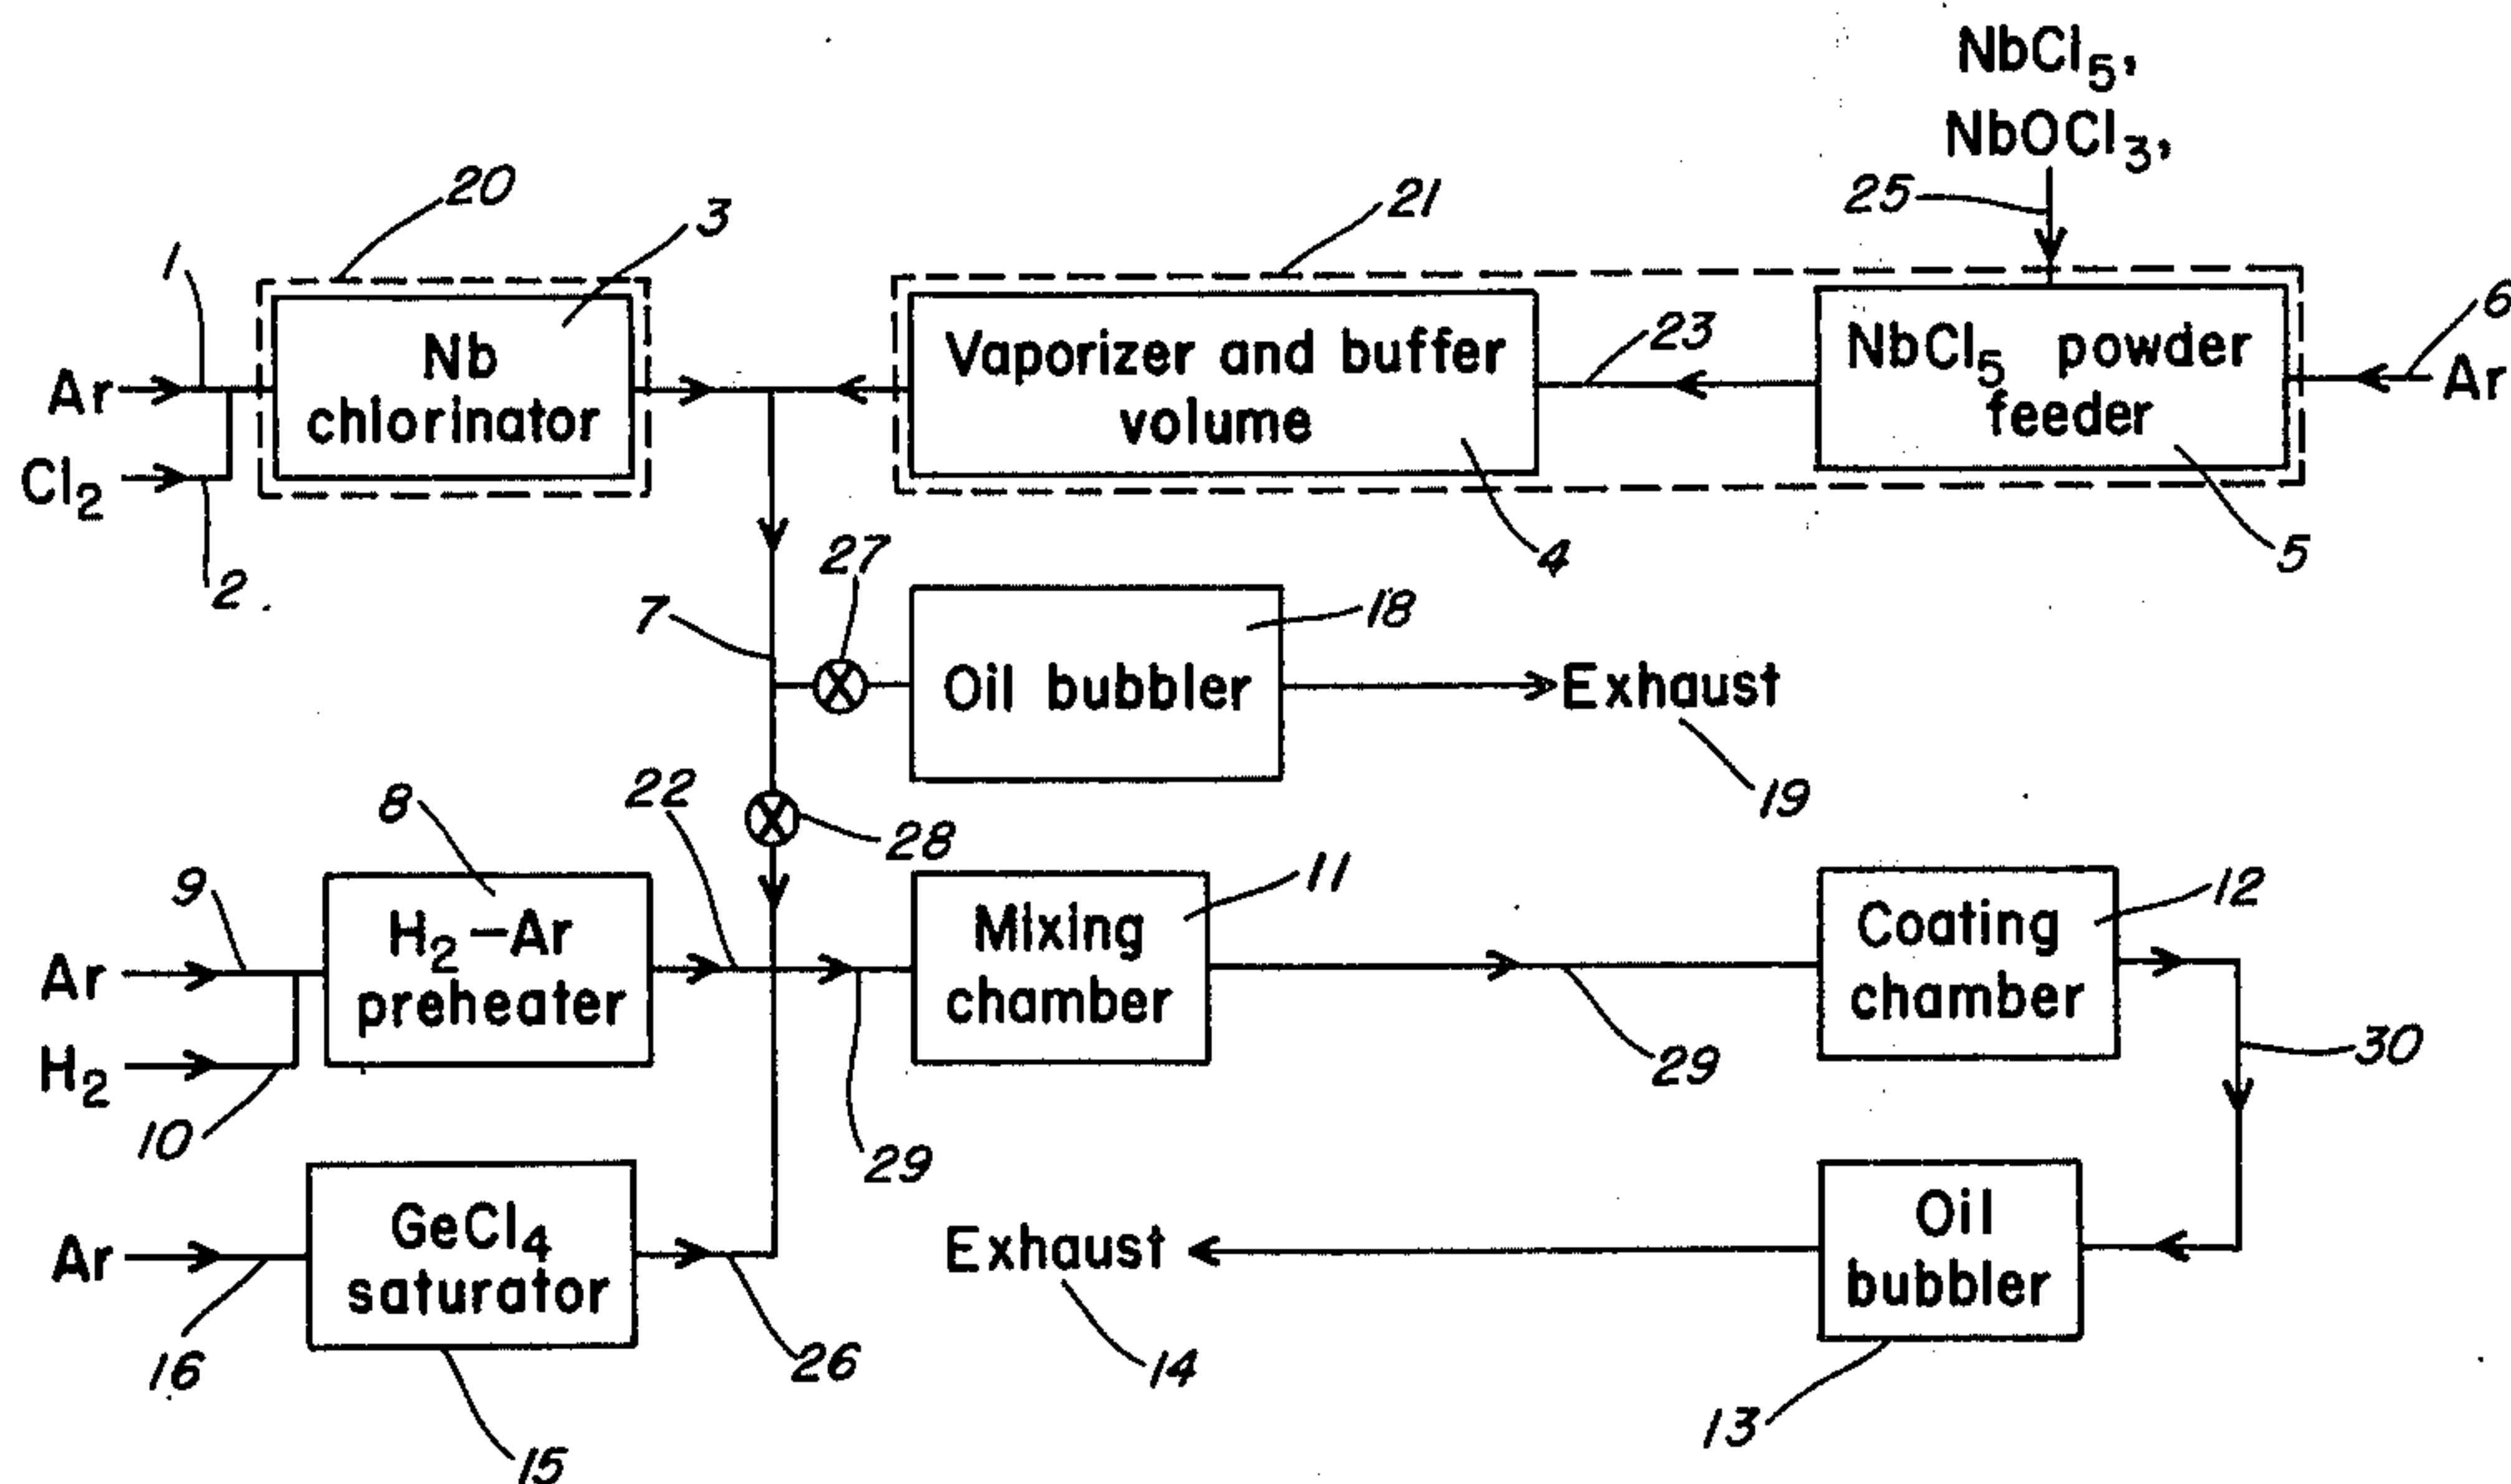 NbCl5,
NbOCl3,
20
3
21
25
1
23
6
Ar
Nb
chlorinator
Vaporizer and buffer
volume
NbCl5 powder
feeder
Ar
Cl2
2
27
4
5
7
18
Oil bubbler
Exhaust
19
8
22
28
11
12
9
Ar
H2-Ar
preheater
Mixing
chamber
Coating
chamber
H2
10
29
29
30
Ar
GeCl4
saturator
Exhaust
Oil
bubbler
16
26
14
13
15